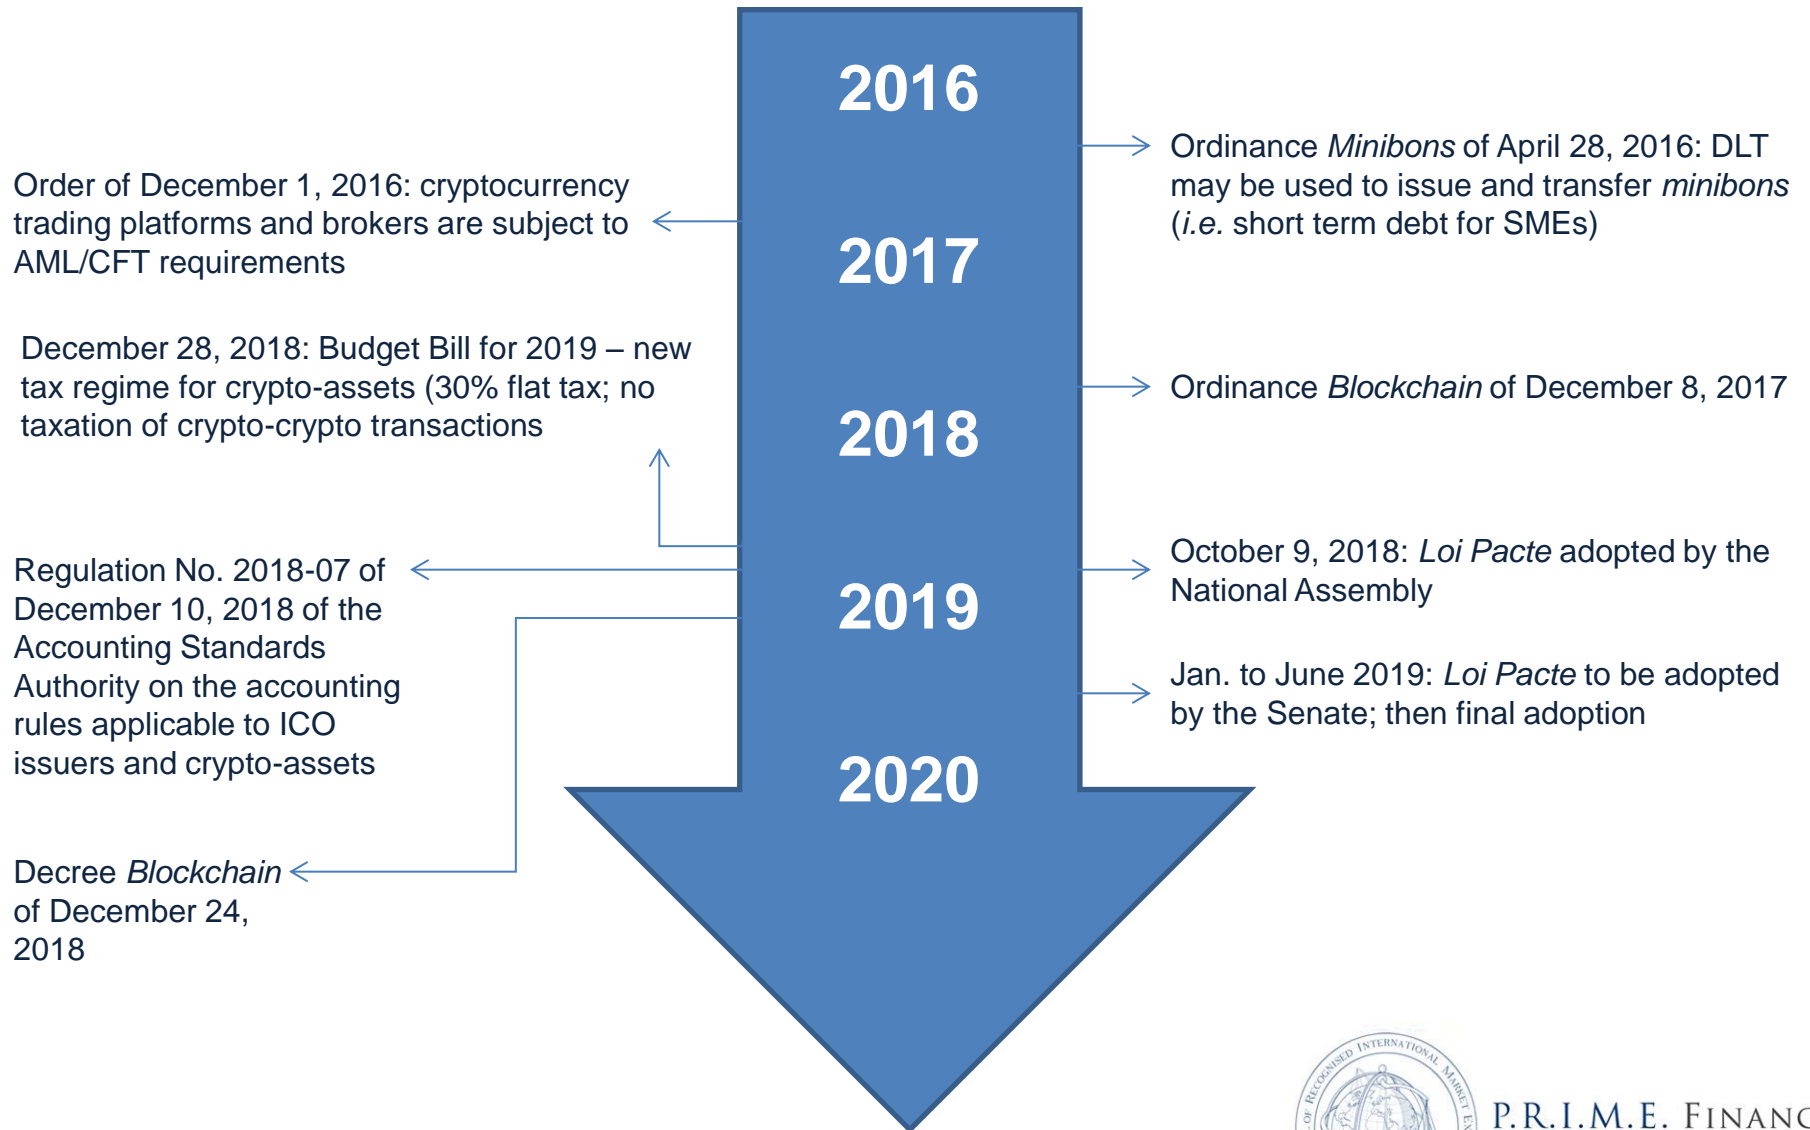 2016
Ordinance Minibons of April 28, 2016: DLT
may be used to issue and transfer minibons
(i.e. short term debt for SMEs)
Order of December 1, 2016: cryptocurrency
trading platforms and brokers are subject to
AML/CFT requirements
2017
December 28, 2018: Budget Bill for 2019 – new
tax regime for crypto-assets (30% flat tax; no
taxation of crypto-crypto transactions
Ordinance Blockchain of December 8, 2017
2018
October 9, 2018: Loi Pacte adopted by the
National Assembly
Regulation No. 2018-07 of
December 10, 2018 of the
Accounting Standards
Authority on the accounting
rules applicable to ICO
issuers and crypto-assets
2019
Jan. to June 2019: Loi Pacte to be adopted
by the Senate; then final adoption
2020
Decree Blockchain
of December 24,
2018
OF RECOGNISED INTERNATIONAL MARKET
P.R.I.M.E. FINANC